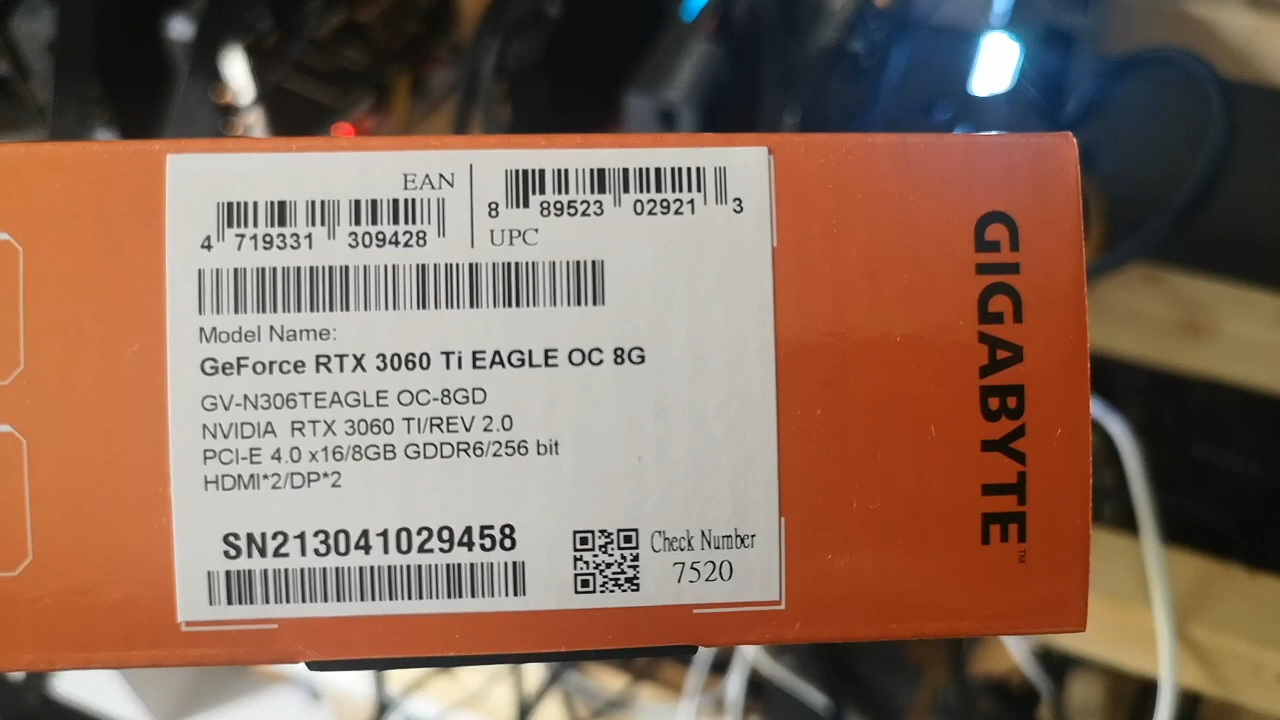 EAN
4 719331 309428
8 89523 02921 3
UPC
Model Name:
GeForce RTX 3060 Ti EAGLE OC 8G
GV-N306TEAGLE OC-8GD
NVIDIA RTX 3060 TI/REV 2.0
PCI-E 4.0 x16/8GB GDDR6/256 bit
HDMI*2/DP*2
SN213041029458
Check Number
7520
GIGABYTE™